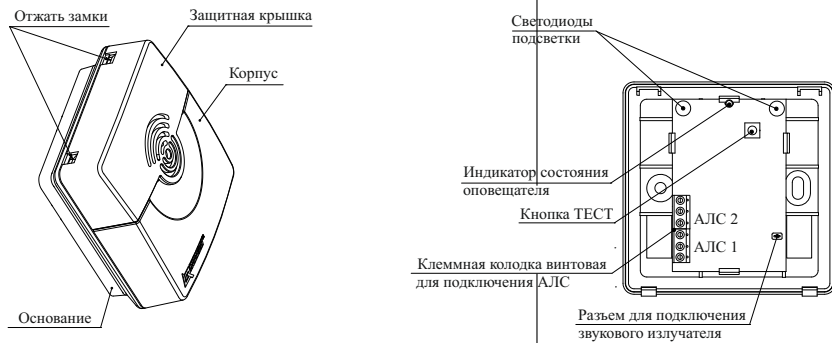 Отжать замки
Защитная крышка
Корпус
Основание
Светодиоды
подсветки
Индикатор состояния
оповещателя
Кнопка ТЕСТ
АЛС 2
АЛС 1
Клеммная колодка винтовая
для подключения АЛС
Разъем для подключения
звукового излучателя